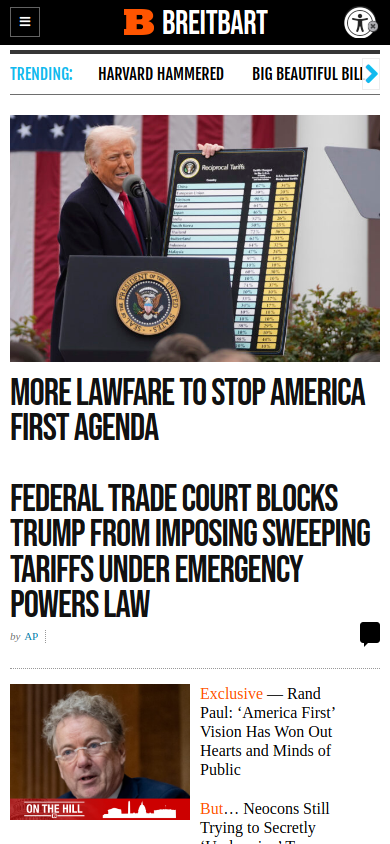 BREITBART
TRENDING:
HARVARD HAMMERED
BIG BEAUTIFUL
Reciprocal Tariffs
MORE LAWFARE TO STOP AMERICA
FIRST AGENDA
FEDERAL TRADE COURT BLOCKS
TRUMP FROM IMPOSING SWEEPING
TARIFFS UNDER EMERGENCY
POWERS LAW
by AP
Exclusive — Rand
Paul: ‘America First’
Vision Has Won Out
Hearts and Minds of
Public
ON THE HILL
But… Neocons Still
Trying to Secretly